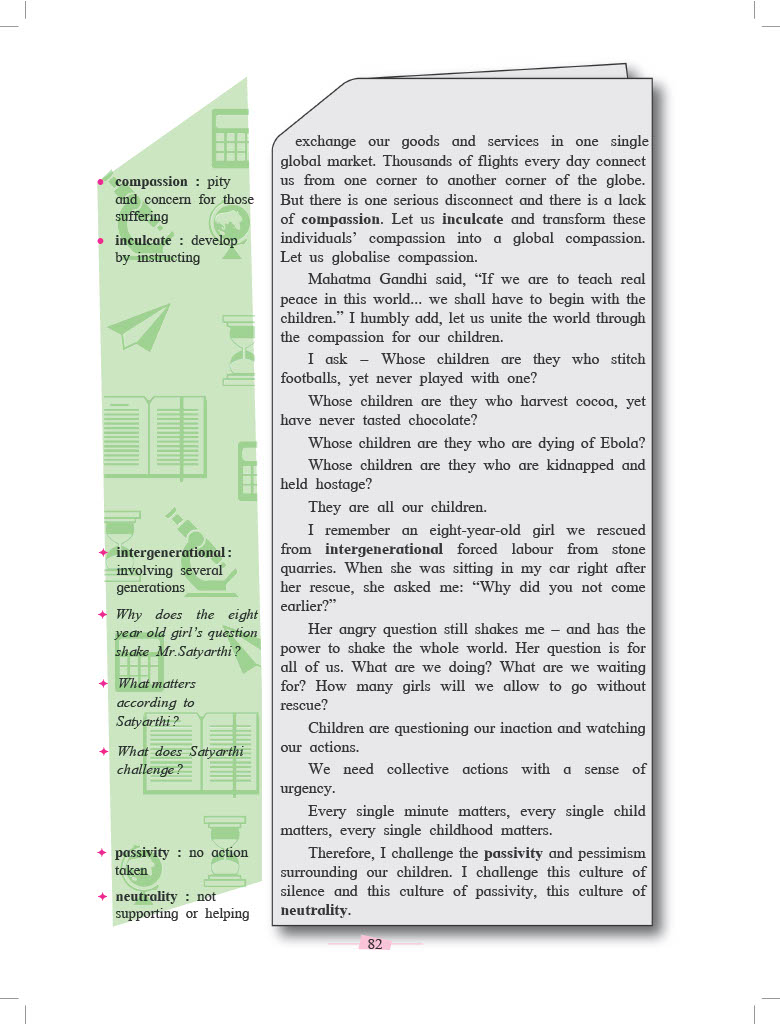 exchange our goods and services in one single
global market. Thousands of flights every day connect
us from one corner to another corner of the globe.
But there is one serious disconnect and there is a lack
of compassion. Let us inculcate and transform these
individuals’ compassion into a global compassion.
Let us globalise compassion.
Mahatma Gandhi said, “If we are to teach real
peace in this world... we shall have to begin with the
children.” I humbly add, let us unite the world through
the compassion for our children.
I ask – Whose children are they who stitch
footballs, yet never played with one?
Whose children are they who harvest cocoa, yet
have never tasted chocolate?
Whose children are they who are dying of Ebola?
Whose children are they who are kidnapped and
held hostage?
They are all our children.
I remember an eight-year-old girl we rescued
from intergenerational forced labour from stone
quarries. When she was sitting in my car right after
her rescue, she asked me: “Why did you not come
earlier?”
Her angry question still shakes me – and has the
power to shake the whole world. Her question is for
all of us. What are we doing? What are we waiting
for? How many girls will we allow to go without
rescue?
Children are questioning our inaction and watching
our actions.
We need collective actions with a sense of
urgency.
Every single minute matters, every single child
matters, every single childhood matters.
Therefore, I challenge the passivity and pessimism
surrounding our children. I challenge this culture of
silence and this culture of passivity, this culture of
neutrality.
• compassion : pity
and concern for those
suffering
• inculcate : develop
by instructing
✦ intergenerational :
involving several
generations
✦ Why does the eight
year old girl’s question
shake Mr.Satyarthi?
✦ What matters
according to
Satyarthi?
✦ What does Satyarthi
challenge?
✦ passivity : no action
taken
✦ neutrality : not
supporting or helping
82